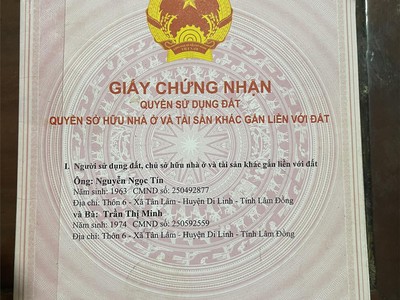 GIẤY CHỨNG NHẬN
QUYỀN SỬ DỤNG ĐẤT
QUYỀN SỞ HỮU NHÀ Ở VÀ TÀI SẢN KHÁC GẮN LIỀN VỚI ĐẤT
I. Người sử dụng đất, chủ sở hữu nhà ở và tài sản khác gắn liền với đất
Ông: Nguyễn Ngọc Tín
Năm sinh: 1963 CMND số: 250492877
Địa chỉ: Thôn 6 - Xã Tân Lâm - Huyện Di Linh - Tỉnh Lâm Đồng
và Bà: Trần Thị Minh
Năm sinh: 1974 CMND số: 250592559
Địa chỉ: Thôn 6 - Xã Tân Lâm - Huyện Di Linh - Tỉnh Lâm Đồng